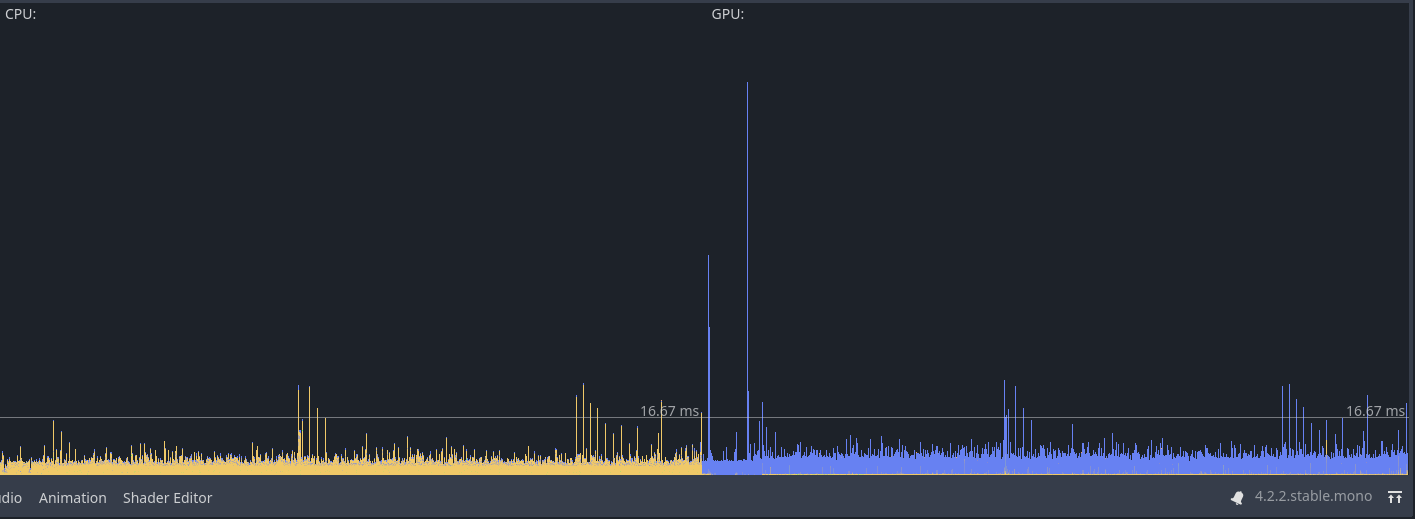 CPU:
GPU:
16.67 ms
16.67 ms
dio Animation Shader Editor
4.2.2.stable.mono